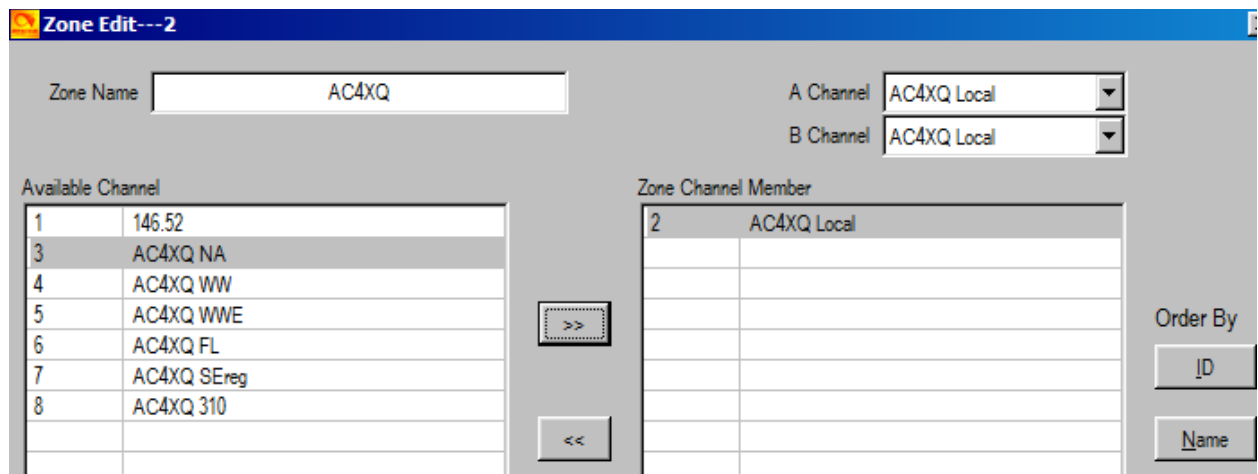 Zone Edit---2
Zone Name AC4XQ
A Channel AC4XQ Local
B Channel AC4XQ Local
Available Channel
1 146.52
3 AC4XQ NA
4 AC4XQ WW
5 AC4XQ WWE
6 AC4XQ FL
7 AC4XQ SEreg
8 AC4XQ 310
>>
<<
Zone Channel Member
2 AC4XQ Local
Order By
ID
Name